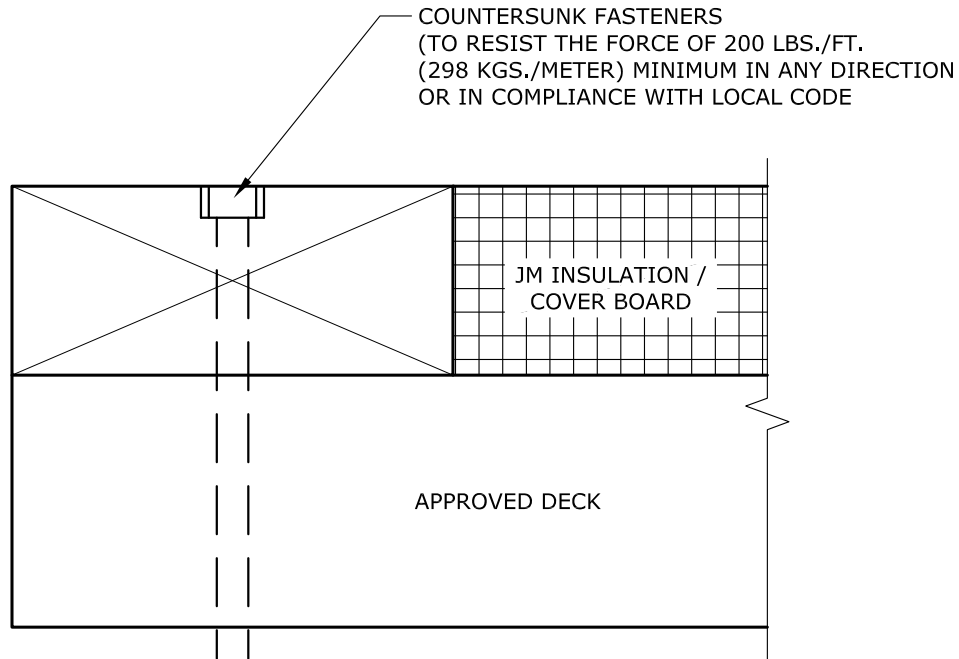 COUNTERSUNK FASTENERS
(TO RESIST THE FORCE OF 200 LBS./FT.
(298 KGS./METER) MINIMUM IN ANY DIRECTION
OR IN COMPLIANCE WITH LOCAL CODE
JM INSULATION /
COVER BOARD
APPROVED DECK